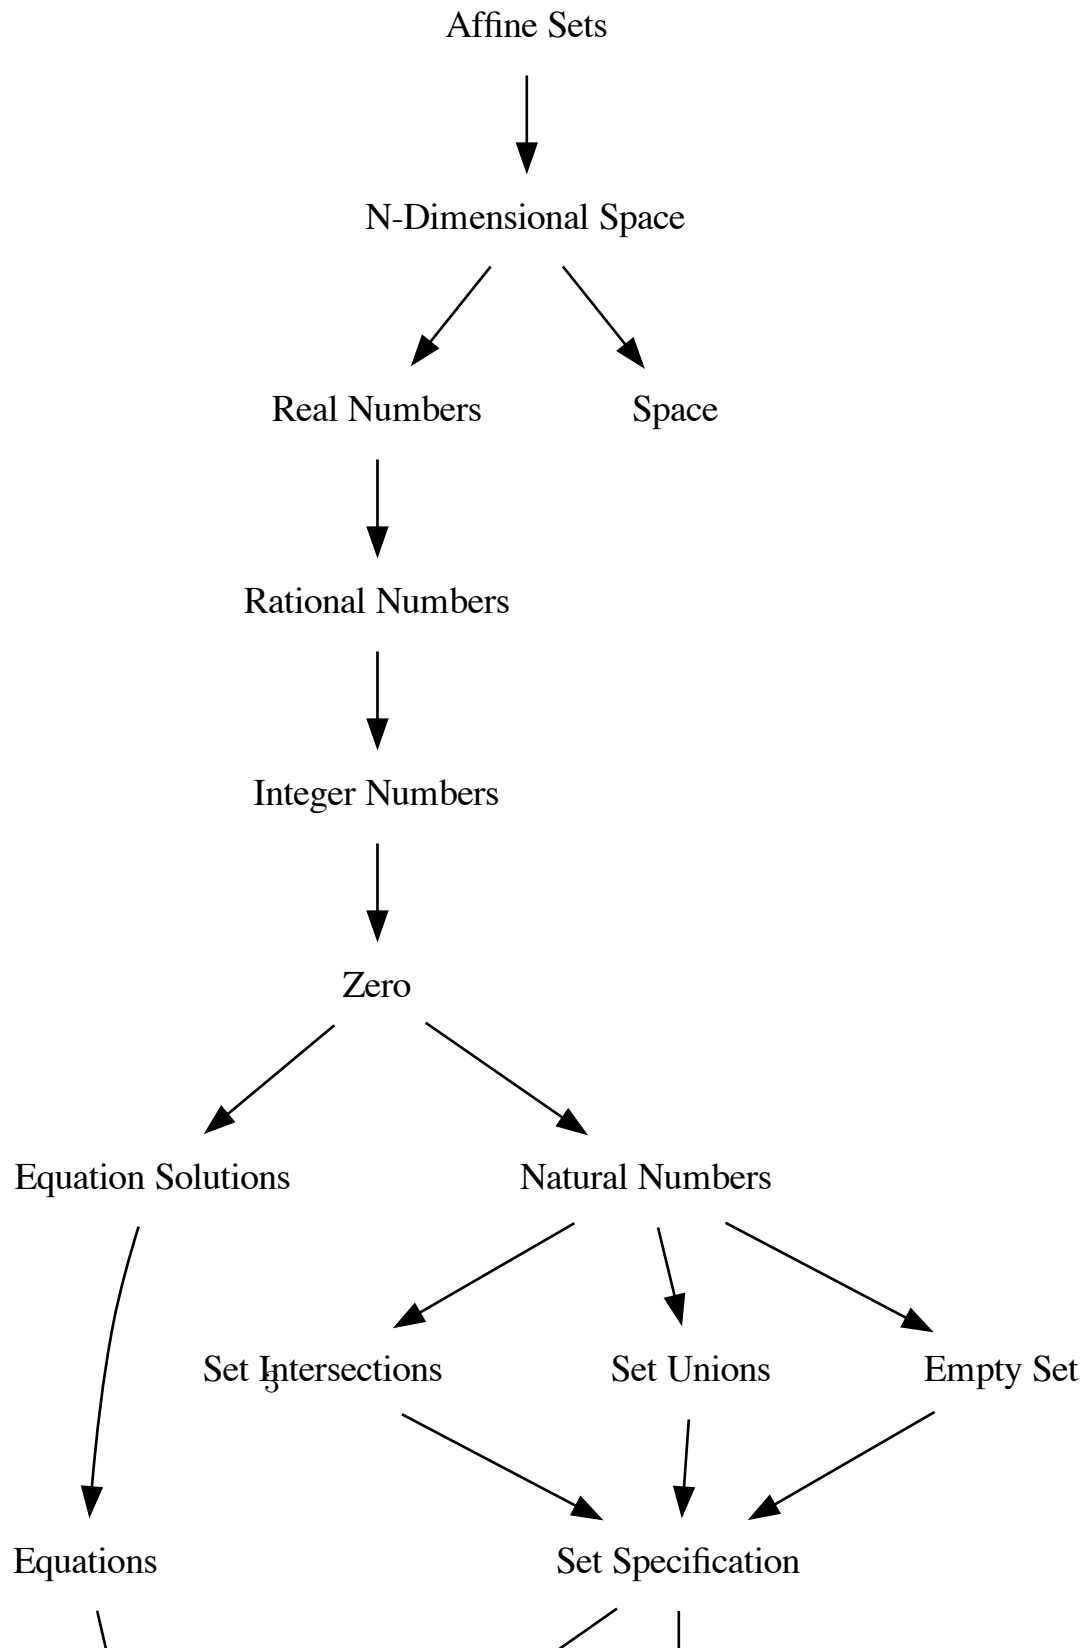 Affine Sets
N-Dimensional Space
Real Numbers
Space
Rational Numbers
Integer Numbers
Zero
Equation Solutions
Natural Numbers
Set Intersections
Set Unions
Empty Set
3
Equations
Set Specification